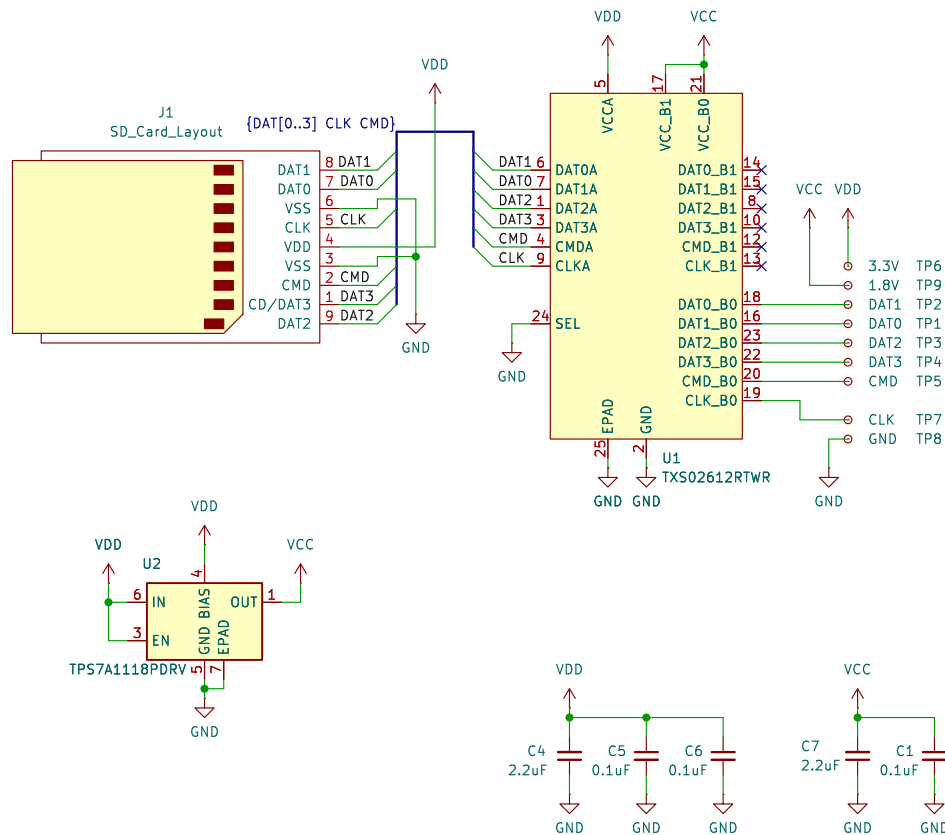 VDD
VCC
VDD
J1
SD_Card_Layout
{DAT[0..3] CLK CMD}
DAT1 8 DAT1
DAT0 7 DAT0
VSS 6
CLK 5 CLK
VDD 4
VSS 3
CMD 2 CMD
CD/DAT3 1 DAT3
DAT2 9 DAT2
GND
5
17
21
VCCA
VCC_B1
VCC_B0
DAT1 6 DAT0A
DAT0 7 DAT1A
DAT2 1 DAT2A
DAT3 3 DAT3A
CMD 4 CMDA
CLK 9 CLKA
24 SEL
GND
DAT0_B1 14
DAT1_B1 15
DAT2_B1 8
DAT3_B1 10
CMD_B1 12
CLK_B1 13
DAT0_B0 18
DAT1_B0 16
DAT2_B0 23
DAT3_B0 22
CMD_B0 20
CLK_B0 19
EPAD
GND
25
2
U1
TXS02612RTWR
GND
GND
VCC
VDD
3.3V TP6
1.8V TP9
DAT1 TP2
DAT0 TP1
DAT2 TP3
DAT3 TP4
CMD TP5
CLK TP7
GND TP8
GND
VDD
VDD
VCC
U2
4
6 IN
3 EN
GND
BIAS
EPAD
OUT 1
TPS7A1118PDRV
5
7
GND
VDD
C4
2.2uF
C5
0.1uF
C6
0.1uF
GND
GND
GND
VCC
C7
2.2uF
C1
0.1uF
GND